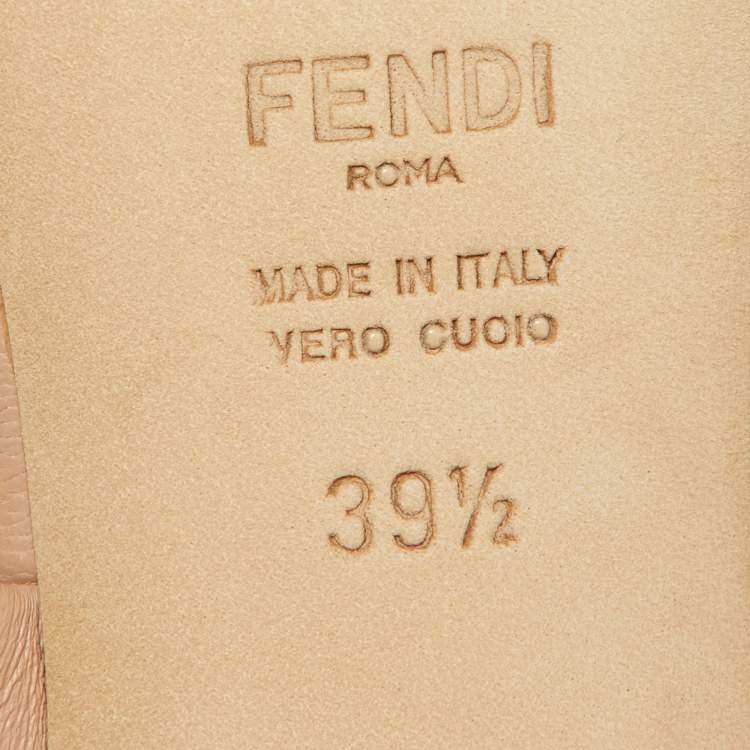 FENDI
ROMA
MADE IN ITALY
VERO CUOIO
39½